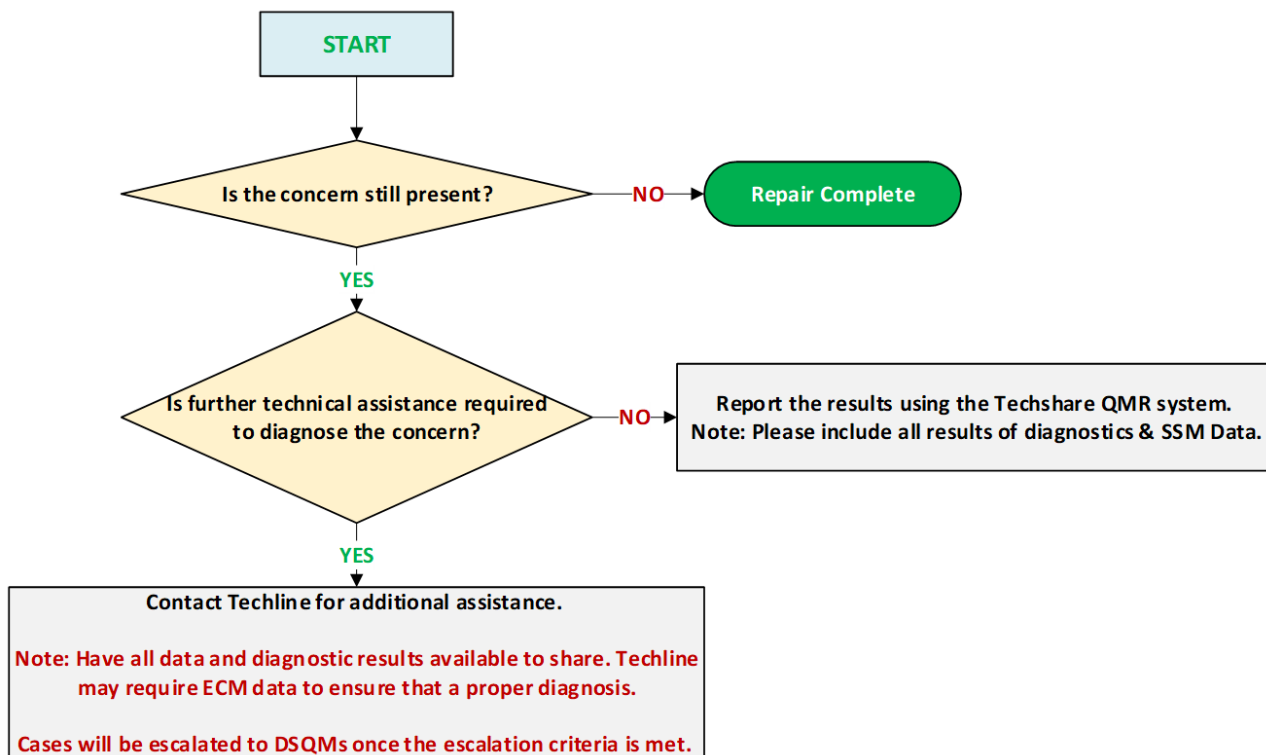 START
Is the concern still present?
NO
Repair Complete
YES
Is further technical assistance required
to diagnose the concern?
NO
Report the results using the Techshare QMR system.
Note: Please include all results of diagnostics & SSM Data.
YES
Contact Techline for additional assistance.
Note: Have all data and diagnostic results available to share. Techline
may require ECM data to ensure that a proper diagnosis.
Cases will be escalated to DSQMs once the escalation criteria is met.